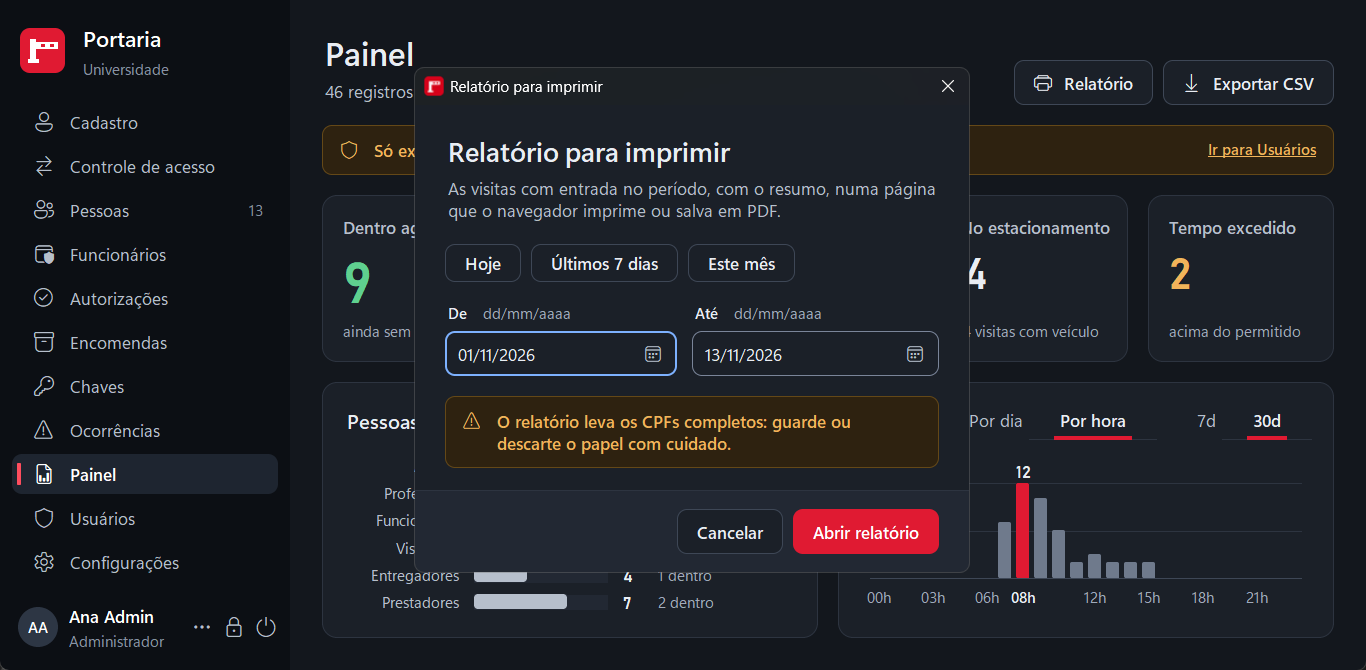 Portaria
Universidade
Cadastro
Controle de acesso
Pessoas 13
Funcionários
Autorizações
Encomendas
Chaves
Ocorrências
Painel
Usuários
Configurações
AA
Ana Admin
Administrador
Painel
46 registros
Relatório
Exportar CSV
Só ex
Ir para Usuários
Dentro ag
9
ainda sem
estacionamento
4
visitas com veículo
Tempo excedido
2
acima do permitido
Relatório para imprimir
Relatório para imprimir
As visitas com entrada no período, com o resumo, numa página
que o navegador imprime ou salva em PDF.
Hoje
Últimos 7 dias
Este mês
De dd/mm/aaaa
Até dd/mm/aaaa
01/11/2026
13/11/2026
O relatório leva os CPFs completos: guarde ou
descarte o papel com cuidado.
Cancelar
Abrir relatório
Pessoas
Profe
Funcio
Vis
Entregadores 4 1 dentro
Prestadores 7 2 dentro
Por dia Por hora 7d 30d
12
00h 03h 06h 08h 12h 15h 18h 21h